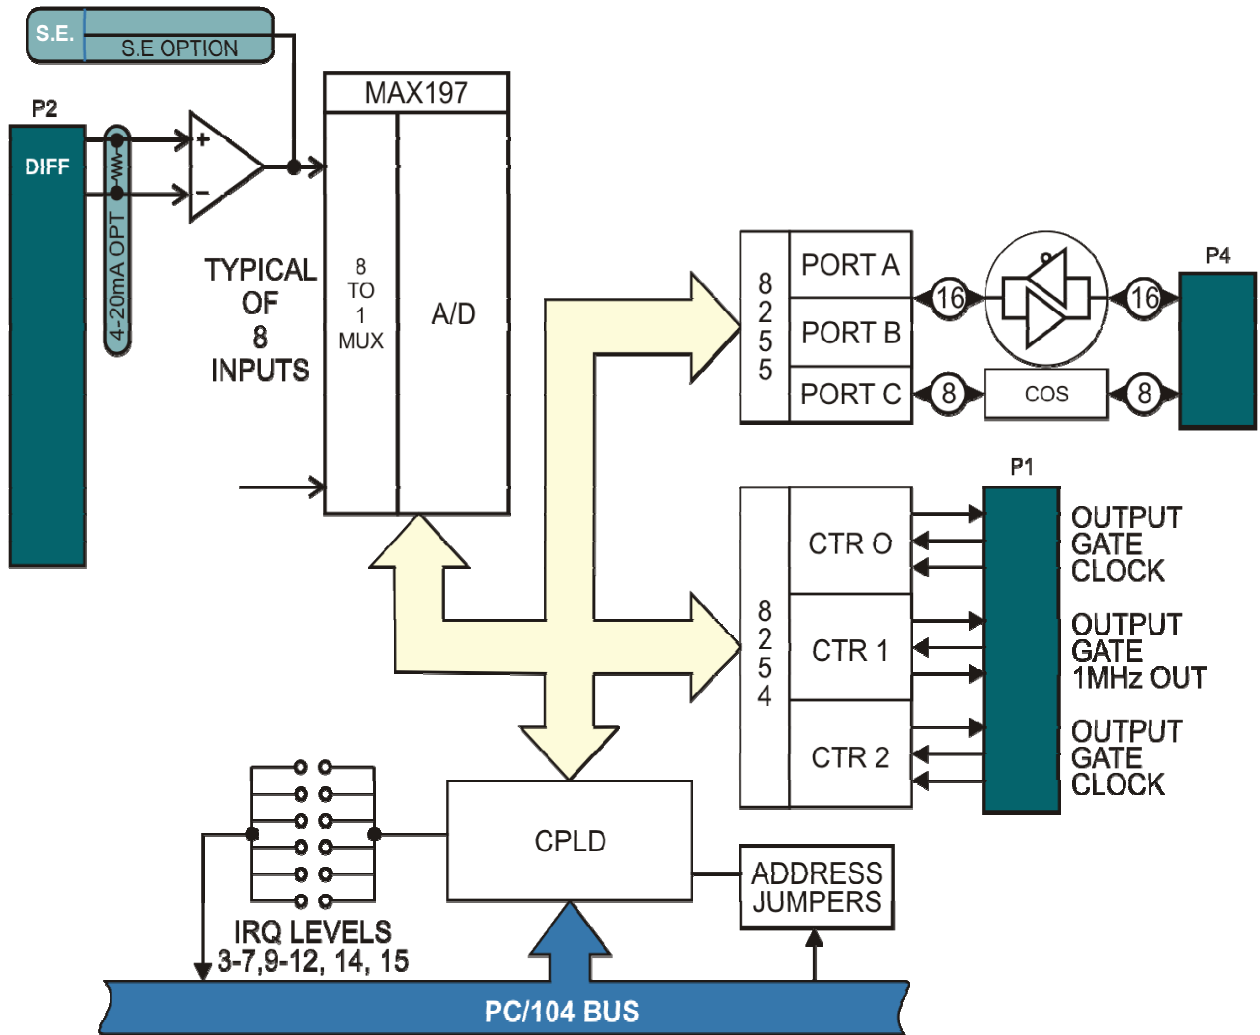 S.E.
S.E OPTION
P2
DIFF
+
−
4-20mA OPT
TYPICAL
OF
8
INPUTS
MAX197
8
TO
1
MUX
A/D
8
2
5
5
PORT A
PORT B
PORT C
16
16
8
COS
8
P4
P1
8
2
5
4
CTR O
CTR 1
CTR 2
OUTPUT
GATE
CLOCK
OUTPUT
GATE
1MHz OUT
OUTPUT
GATE
CLOCK
CPLD
ADDRESS
JUMPERS
IRQ LEVELS
3-7,9-12, 14, 15
PC/104 BUS